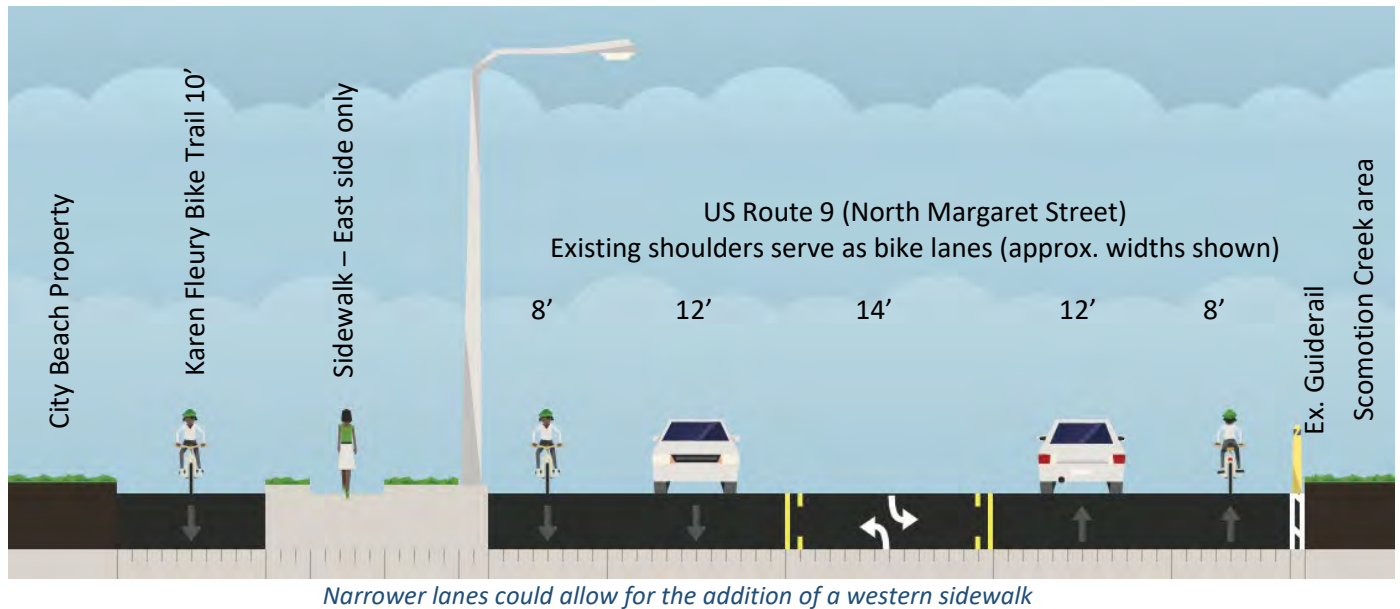 City Beach Property
Karen Fleury Bike Trail 10’
Sidewalk – East side only
US Route 9 (North Margaret Street)
Existing shoulders serve as bike lanes (approx. widths shown)
8’
12’
14’
12’
8’
Ex. Guiderail
Scomotion Creek area
Narrower lanes could allow for the addition of a western sidewalk